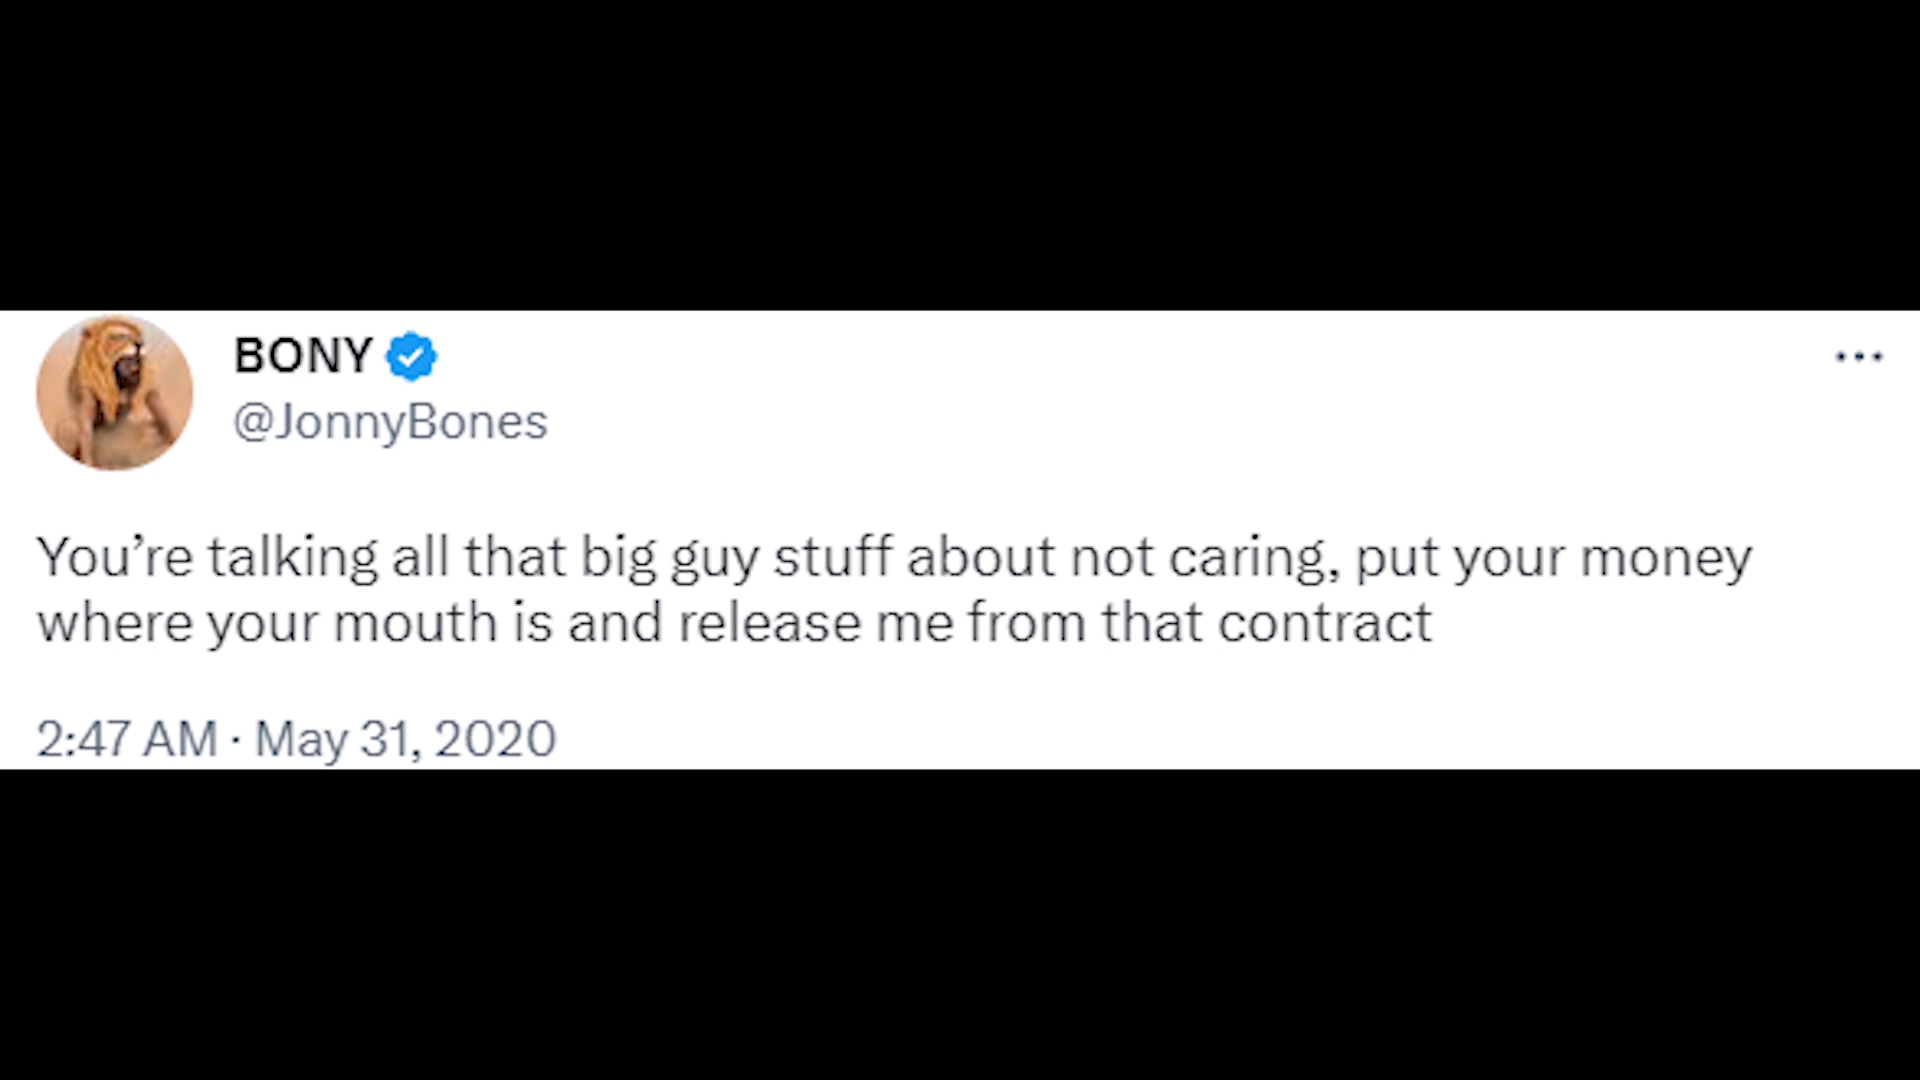 BONY
@JonnyBones
You’re talking all that big guy stuff about not caring, put your money
where your mouth is and release me from that contract
2:47 AM · May 31, 2020